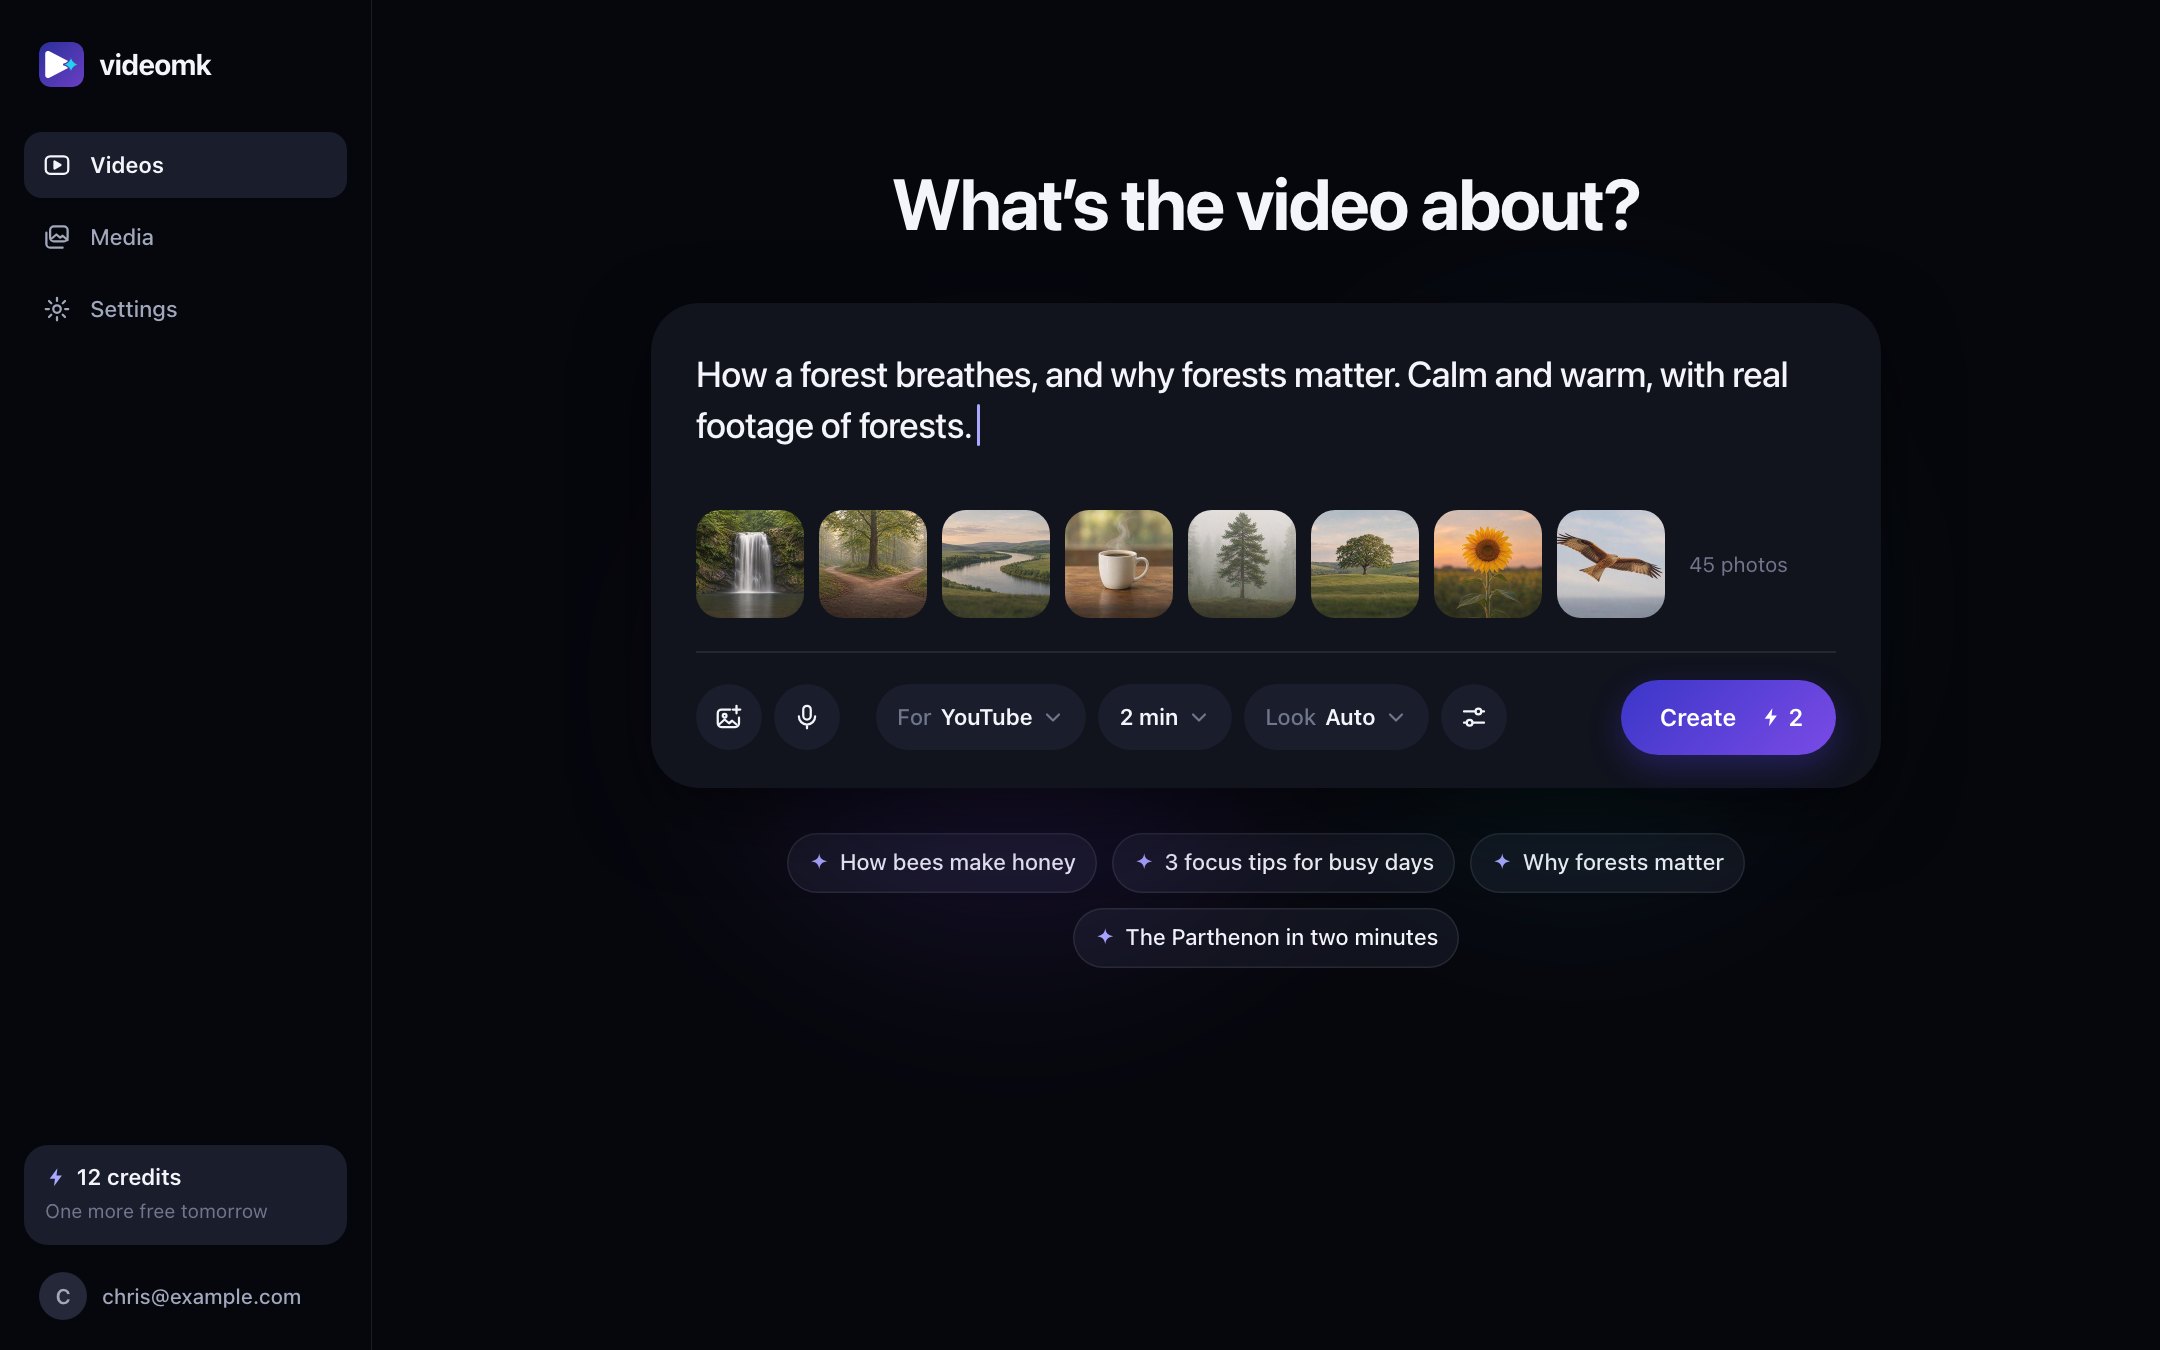 videomk
Videos
Media
Settings
What’s the video about?
How a forest breathes, and why forests matter. Calm and warm, with real
footage of forests.
45 photos
For YouTube
2 min
Look Auto
Create 2
How bees make honey
3 focus tips for busy days
Why forests matter
The Parthenon in two minutes
12 credits
One more free tomorrow
C chris@example.com